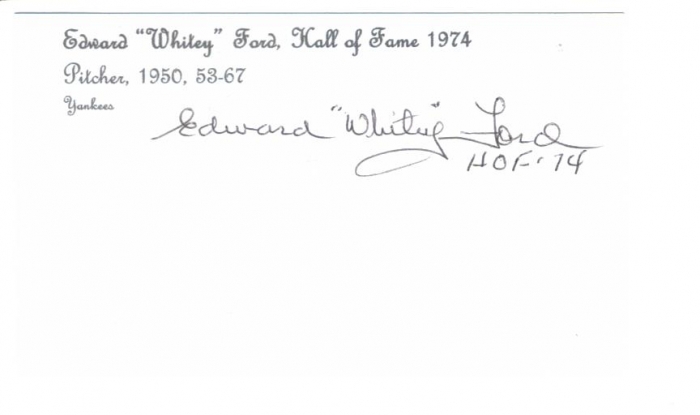 Edward "Whitey" Ford, Hall of Fame 1974
Pitcher, 1950, 53-67
Yankees
Edward "Whitey" Ford
HOF '74